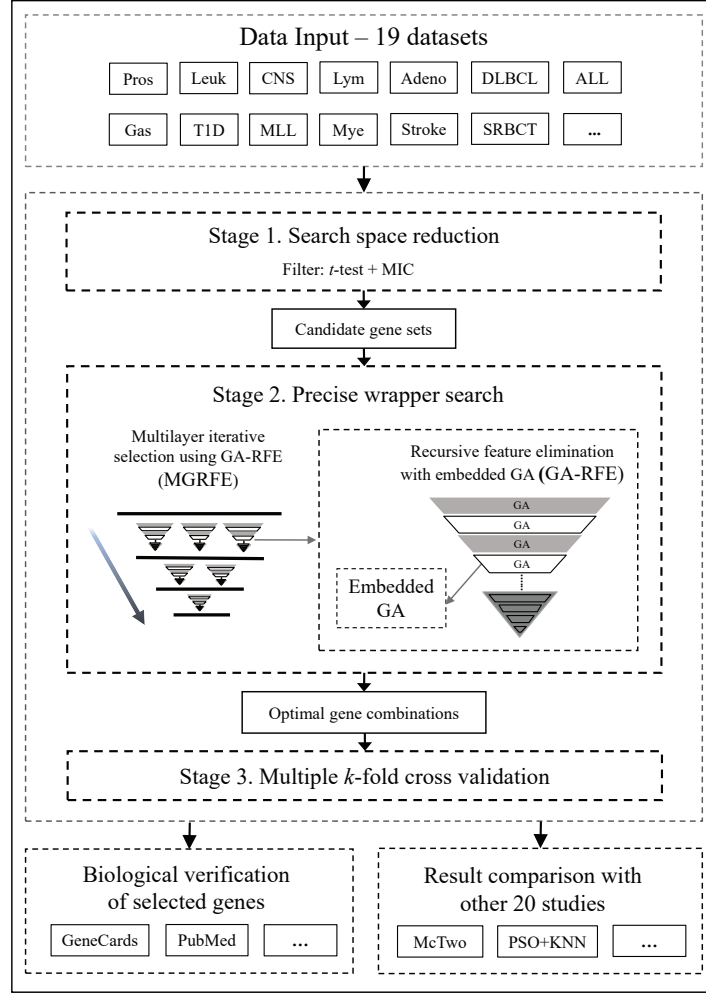 Data Input – 19 datasets
Pros Leuk CNS Lym Adeno DLBCL ALL
Gas T1D MLL Mye Stroke SRBCT ...
Stage 1. Search space reduction
Filter: t-test + MIC
Candidate gene sets
Stage 2. Precise wrapper search
Multilayer iterative
selection using GA-RFE
(MGRFE)
Recursive feature elimination
with embedded GA (GA-RFE)
GA
GA
GA
GA
Embedded
GA
Optimal gene combinations
Stage 3. Multiple k-fold cross validation
Biological verification
of selected genes
GeneCards PubMed ...
Result comparison with
other 20 studies
McTwo PSO+KNN ...